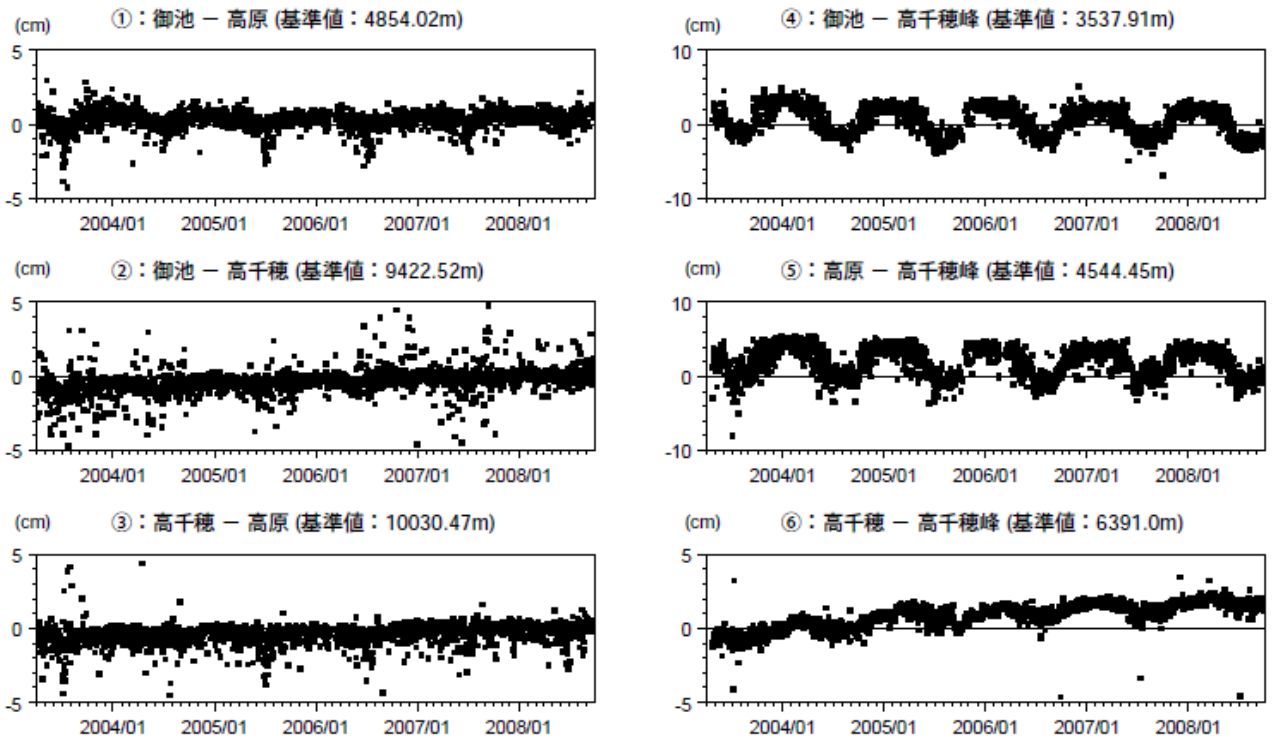 (cm) ①：御池 － 高原 (基準値：4854.02m)
5
0
-5
2004/01 2005/01 2006/01 2007/01 2008/01
(cm) ②：御池 － 高千穂 (基準値：9422.52m)
5
0
-5
2004/01 2005/01 2006/01 2007/01 2008/01
(cm) ③：高千穂 － 高原 (基準値：10030.47m)
5
0
-5
2004/01 2005/01 2006/01 2007/01 2008/01
(cm) ④：御池 － 高千穂峰 (基準値：3537.91m)
10
0
-10
2004/01 2005/01 2006/01 2007/01 2008/01
(cm) ⑤：高原 － 高千穂峰 (基準値：4544.45m)
10
0
-10
2004/01 2005/01 2006/01 2007/01 2008/01
(cm) ⑥：高千穂 － 高千穂峰 (基準値：6391.0m)
5
0
-5
2004/01 2005/01 2006/01 2007/01 2008/01